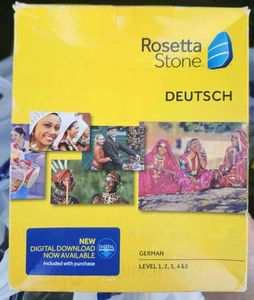 Rosetta
Stone
DEUTSCH
NEW
DIGITAL DOWNLOAD
NOW AVAILABLE
Included with purchase
GERMAN
LEVEL 1, 2, 3, 4 & 5